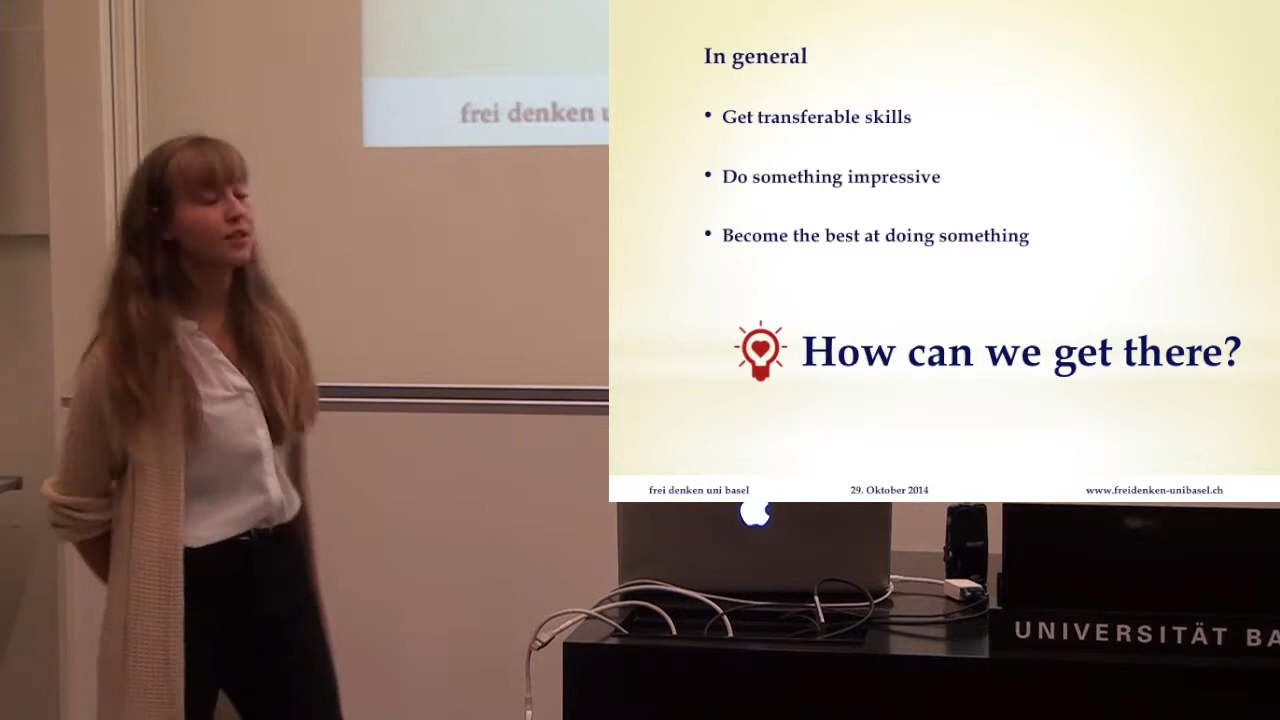 frei denken u
In general
• Get transferable skills
• Do something impressive
• Become the best at doing something
How can we get there?
frei denken uni basel 29. Oktober 2014 www.freidenken-unibasel.ch
UNIVERSITÄT BA